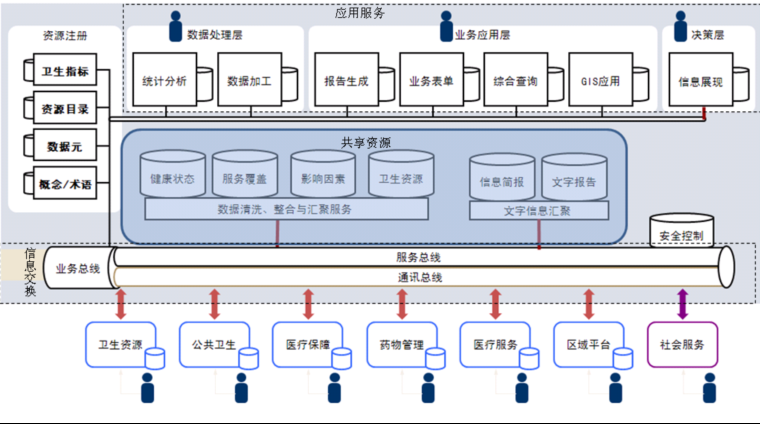 应用服务
资源注册
数据处理层
业务应用层
决策层
卫生指标
资源目录
数据元
概念/术语
统计分析
数据加工
报告生成
业务表单
综合查询
GIS应用
信息展现
共享资源
健康状态
服务覆盖
影响因素
卫生资源
信息简报
文字报告
数据清洗、整合与汇聚服务
文字信息汇聚
安全控制
信息交换
业务总线
服务总线
通讯总线
卫生资源
公共卫生
医疗保障
药物管理
医疗服务
区域平台
社会服务